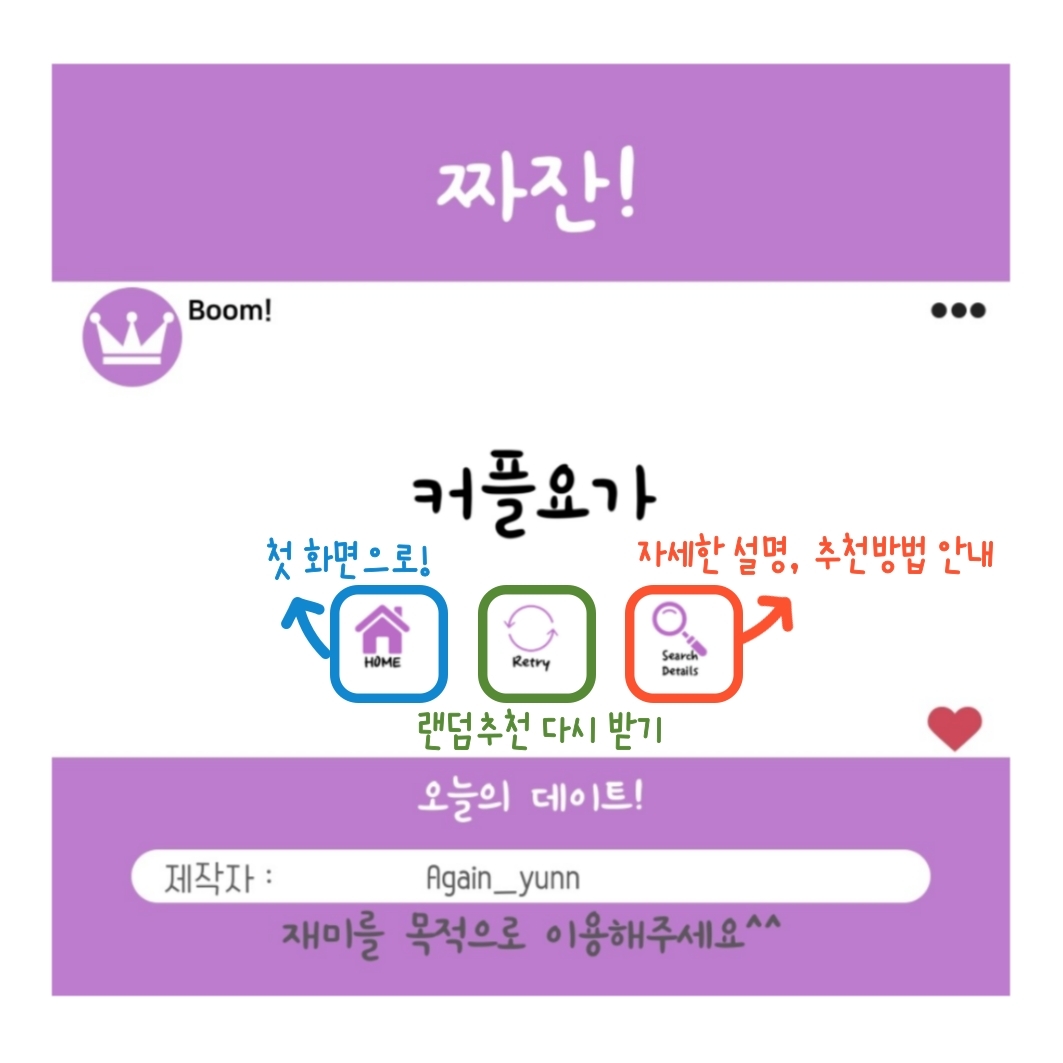 짜잔!
Boom!
커플요가
첫 화면으로!
자세한 설명, 추천방법 안내
HOME
Retry
Search
Details
랜덤추천 다시 받기
오늘의 데이트!
제작자 : Again_yunn
재미를 목적으로 이용해주세요^^